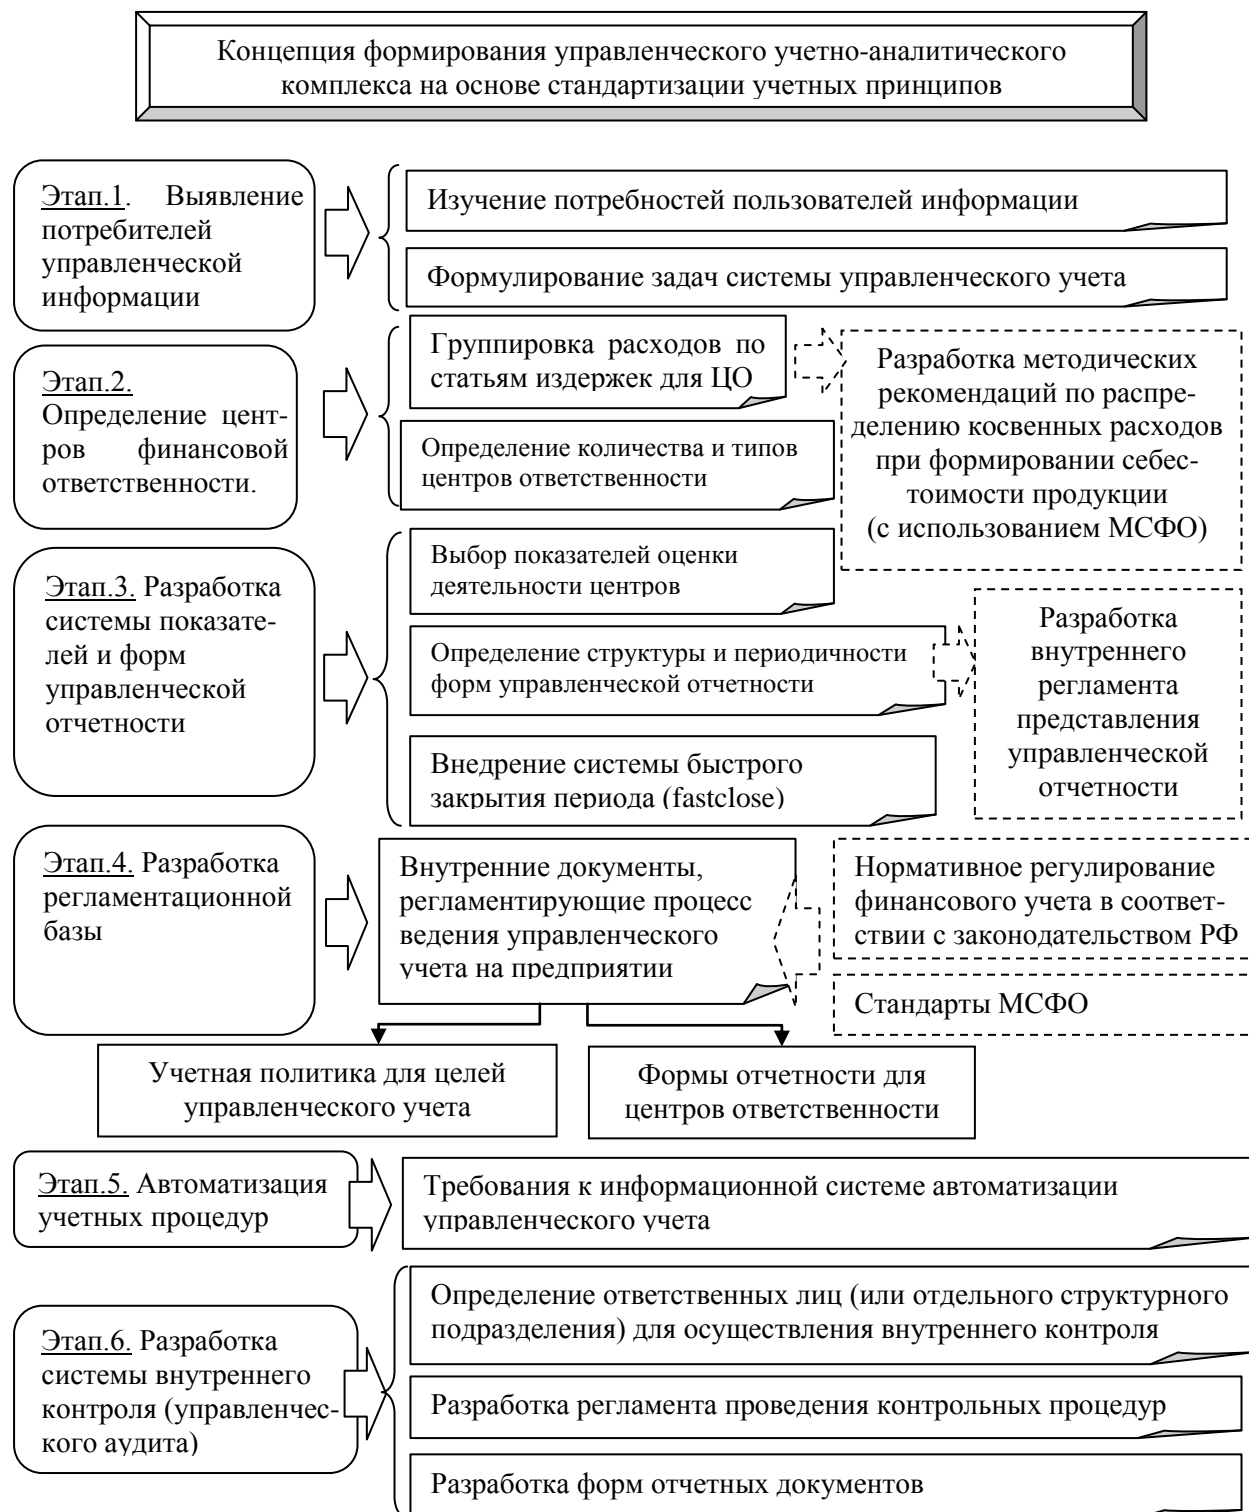 Концепция формирования управленческого учетно-аналитического
комплекса на основе стандартизации учетных принципов
Этап.1. Выявление
потребителей
управленческой
информации
Изучение потребностей пользователей информации
Формулирование задач системы управленческого учета
Этап.2.
Определение цент-
ров финансовой
ответственности.
Группировка расходов по
статьям издержек для ЦО
Определение количества и типов
центров ответственности
Разработка методических
рекомендаций по распре-
делению косвенных расходов
при формировании себес-
тоимости продукции
(с использованием МСФО)
Этап.3. Разработка
системы показате-
лей и форм
управленческой
отчетности
Выбор показателей оценки
деятельности центров
Определение структуры и периодичности
форм управленческой отчетности
Внедрение системы быстрого
закрытия периода (fastclose)
Разработка
внутреннего
регламента
представления
управленческой
отчетности
Этап.4. Разработка
регламентационной
базы
Внутренние документы,
регламентирующие процесс
ведения управленческого
учета на предприятии
Нормативное регулирование
финансового учета в соответ-
ствии с законодательством РФ
Стандарты МСФО
Учетная политика для целей
управленческого учета
Формы отчетности для
центров ответственности
Этап.5. Автоматизация
учетных процедур
Требования к информационной системе автоматизации
управленческого учета
Этап.6. Разработка
системы внутреннего
контроля (управленчес-
кого аудита)
Определение ответственных лиц (или отдельного структурного
подразделения) для осуществления внутреннего контроля
Разработка регламента проведения контрольных процедур
Разработка форм отчетных документов